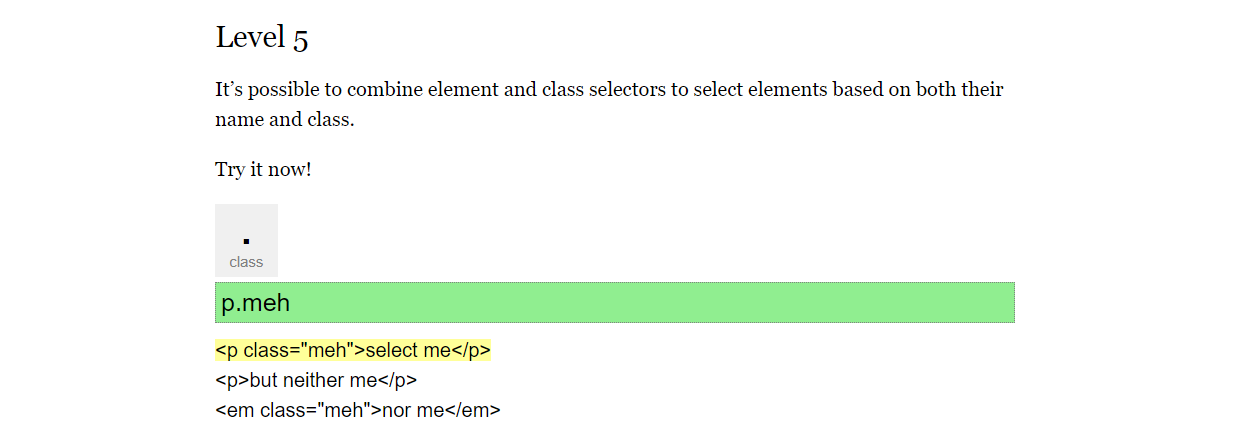 Level 5
It’s possible to combine element and class selectors to select elements based on both their
name and class.
Try it now!
.
class
p.meh
<p class="meh">select me</p>
<p>but neither me</p>
<em class="meh">nor me</em>